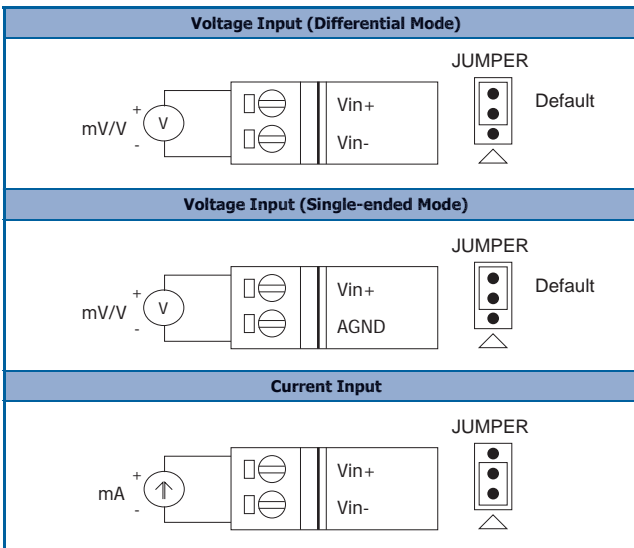 Voltage Input (Differential Mode)
JUMPER
Default
mV/V
+
-
V
Vin+
Vin-
Voltage Input (Single-ended Mode)
JUMPER
Default
mV/V
+
-
V
Vin+
AGND
Current Input
JUMPER
mA
+
-
Vin+
Vin-